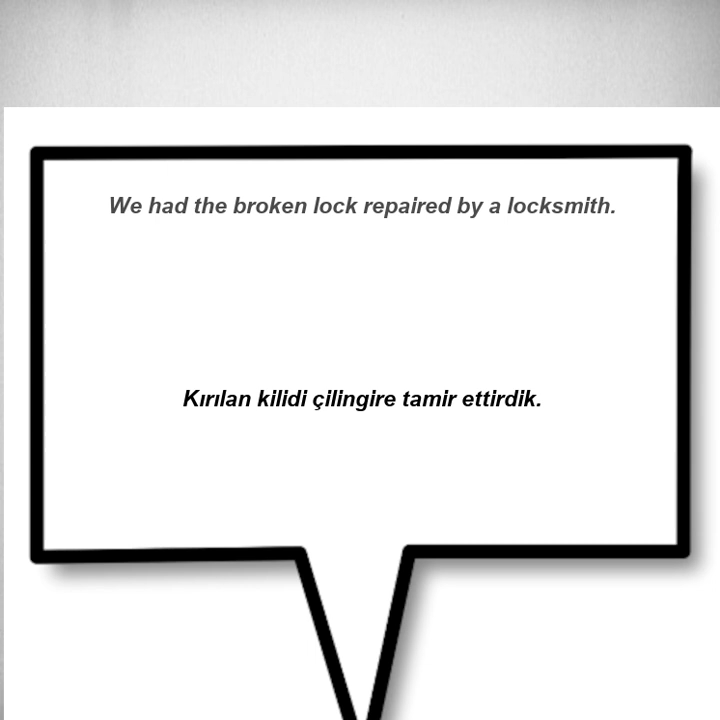 We had the broken lock repaired by a locksmith.
Kırılan kilidi çilingire tamir ettirdik.